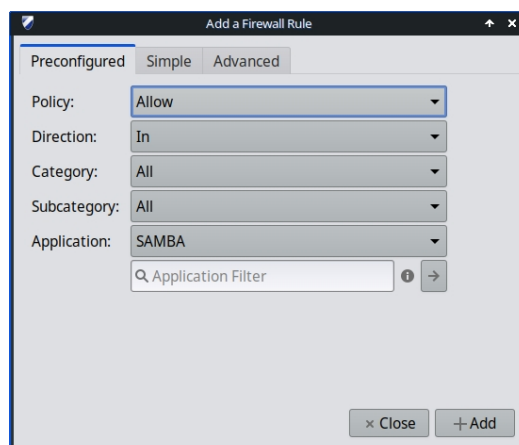 Add a Firewall Rule
Preconfigured Simple Advanced
Policy: Allow
Direction: In
Category: All
Subcategory: All
Application: SAMBA
Application Filter
Close Add